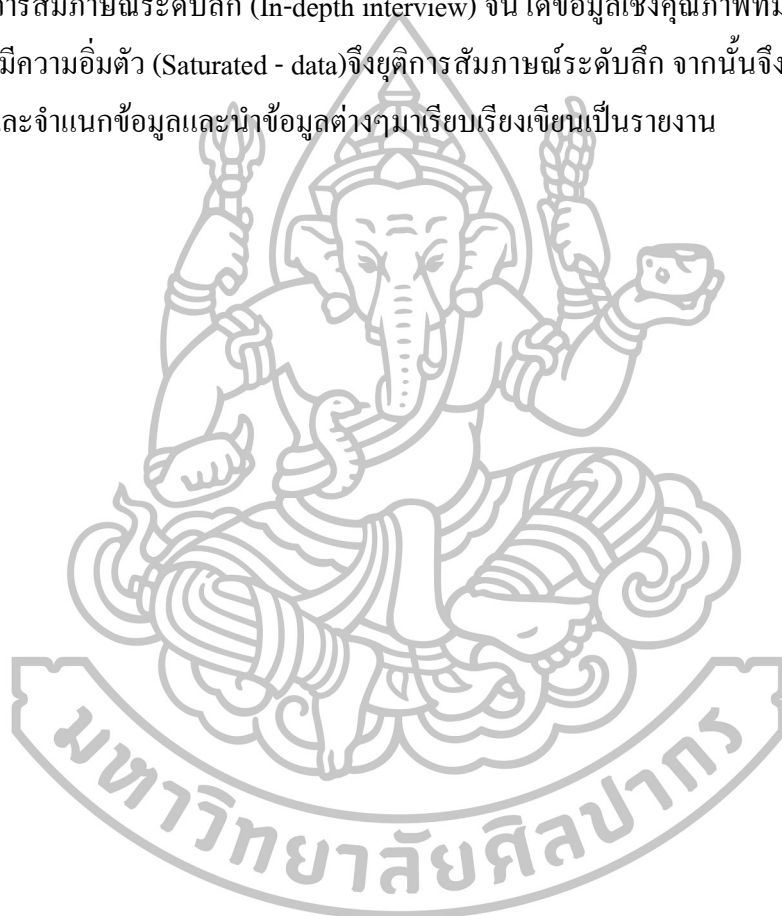 การสัมภาษณ์ระดับลึก (In-depth interview) จนได้ข้อมูลเชิงคุณภาพที่มี
มีความอิ่มตัว (Saturated - data)จึงยุติการสัมภาษณ์ระดับลึก จากนั้นจึง
และจำแนกข้อมูลและนำข้อมูลต่างๆมาเรียบเรียงเขียนเป็นรายงาน
มหาวิทยาลัยศิลปากร